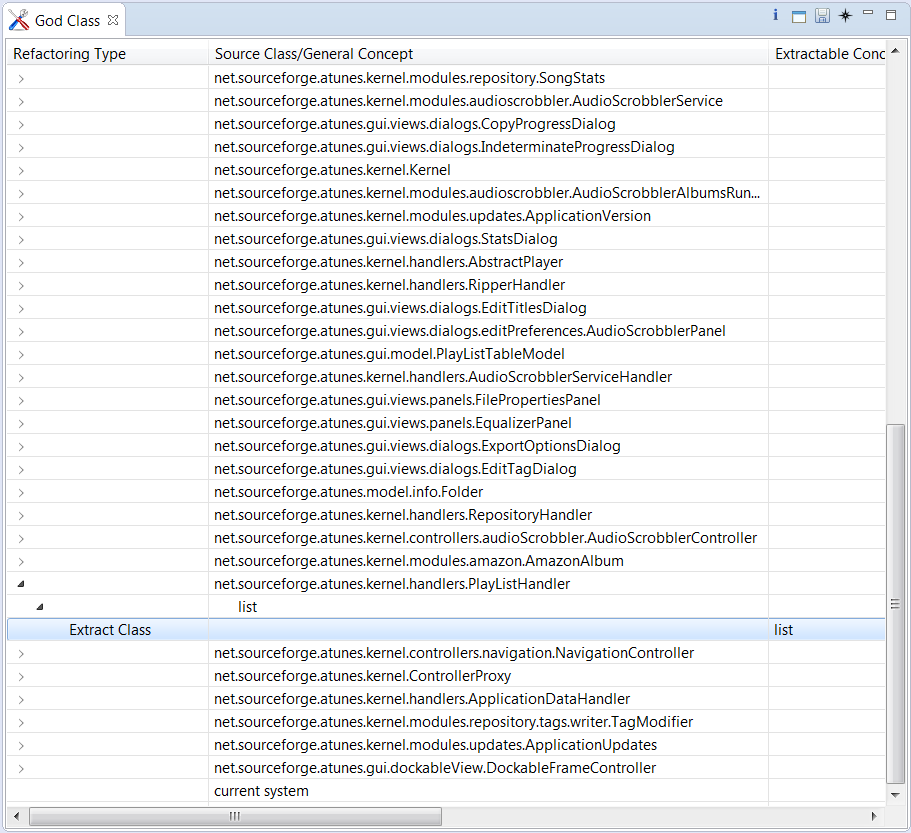 God Class
Refactoring Type Source Class/General Concept Extractable Conc
net.sourceforge.atunes.kernel.modules.repository.SongStats
net.sourceforge.atunes.kernel.modules.audioscrobbler.AudioScrobblerService
net.sourceforge.atunes.gui.views.dialogs.CopyProgressDialog
net.sourceforge.atunes.gui.views.dialogs.IndeterminateProgressDialog
net.sourceforge.atunes.kernel.Kernel
net.sourceforge.atunes.kernel.modules.audioscrobbler.AudioScrobblerAlbumsRun...
net.sourceforge.atunes.kernel.modules.updates.ApplicationVersion
net.sourceforge.atunes.gui.views.dialogs.StatsDialog
net.sourceforge.atunes.kernel.handlers.AbstractPlayer
net.sourceforge.atunes.kernel.handlers.RipperHandler
net.sourceforge.atunes.gui.views.dialogs.EditTitlesDialog
net.sourceforge.atunes.gui.views.dialogs.editPreferences.AudioScrobblerPanel
net.sourceforge.atunes.gui.model.PlayListTableModel
net.sourceforge.atunes.kernel.handlers.AudioScrobblerServiceHandler
net.sourceforge.atunes.gui.views.panels.FilePropertiesPanel
net.sourceforge.atunes.gui.views.panels.EqualizerPanel
net.sourceforge.atunes.gui.views.dialogs.ExportOptionsDialog
net.sourceforge.atunes.gui.views.dialogs.EditTagDialog
net.sourceforge.atunes.model.info.Folder
net.sourceforge.atunes.kernel.handlers.RepositoryHandler
net.sourceforge.atunes.kernel.controllers.audioScrobbler.AudioScrobblerController
net.sourceforge.atunes.kernel.modules.amazon.AmazonAlbum
net.sourceforge.atunes.kernel.handlers.PlayListHandler
list
Extract Class list
net.sourceforge.atunes.kernel.controllers.navigation.NavigationController
net.sourceforge.atunes.kernel.ControllerProxy
net.sourceforge.atunes.kernel.handlers.ApplicationDataHandler
net.sourceforge.atunes.kernel.modules.repository.tags.writer.TagModifier
net.sourceforge.atunes.kernel.modules.updates.ApplicationUpdates
net.sourceforge.atunes.gui.dockableView.DockableFrameController
current system